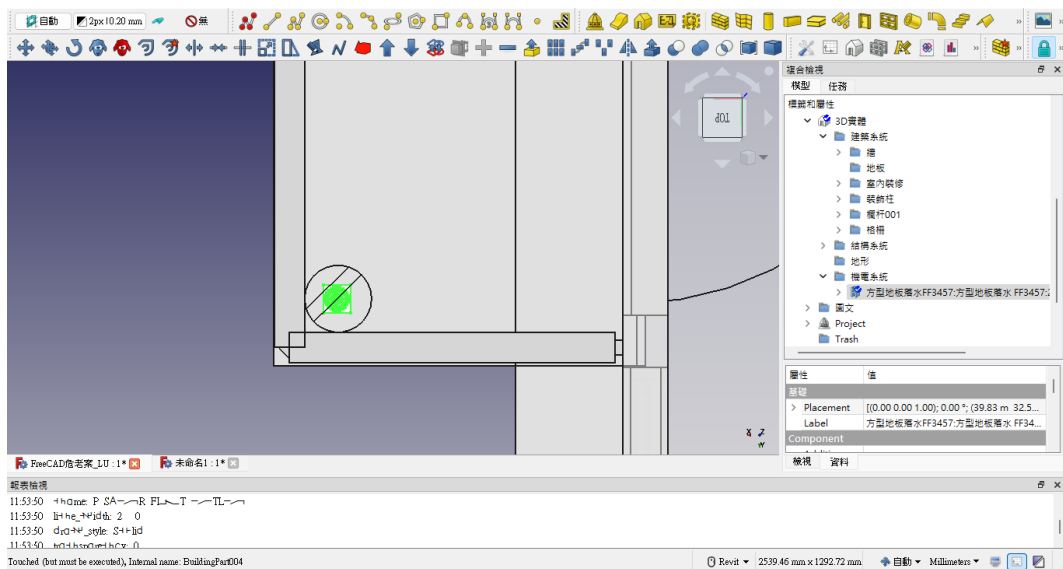 自動 2px | 0.20 mm 無
複合檢視
模型 任務
標籤和屬性
3D實體
建築系統
牆
地板
室內裝修
裝飾柱
欄杆001
格柵
結構系統
地形
機電系統
方型地板落水FF3457:方型地板落水 FF3457:2
圖文
Project
Trash
TOP
屬性 值
基礎
Placement [(0.00 0.00 1.00); 0.00 °; (39.83 m 32.5...
Label 方型地板落水FF3457:方型地板落水 FF34...
Component
檢視 資料
FreeCAD危老案_LU : 1* 未命名1 : 1*
報表檢視
11:53:50
11:53:50
11:53:50
11:53:50
Touched (but must be executed), Internal name: BuildingPart004 Revit 2539.46 mm x 1292.72 mm 自動 Millimeters